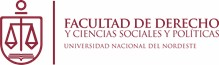 FACULTAD DE DERECHO
Y CIENCIAS SOCIALES Y POLÍTICAS
UNIVERSIDAD NACIONAL DEL NORDESTE